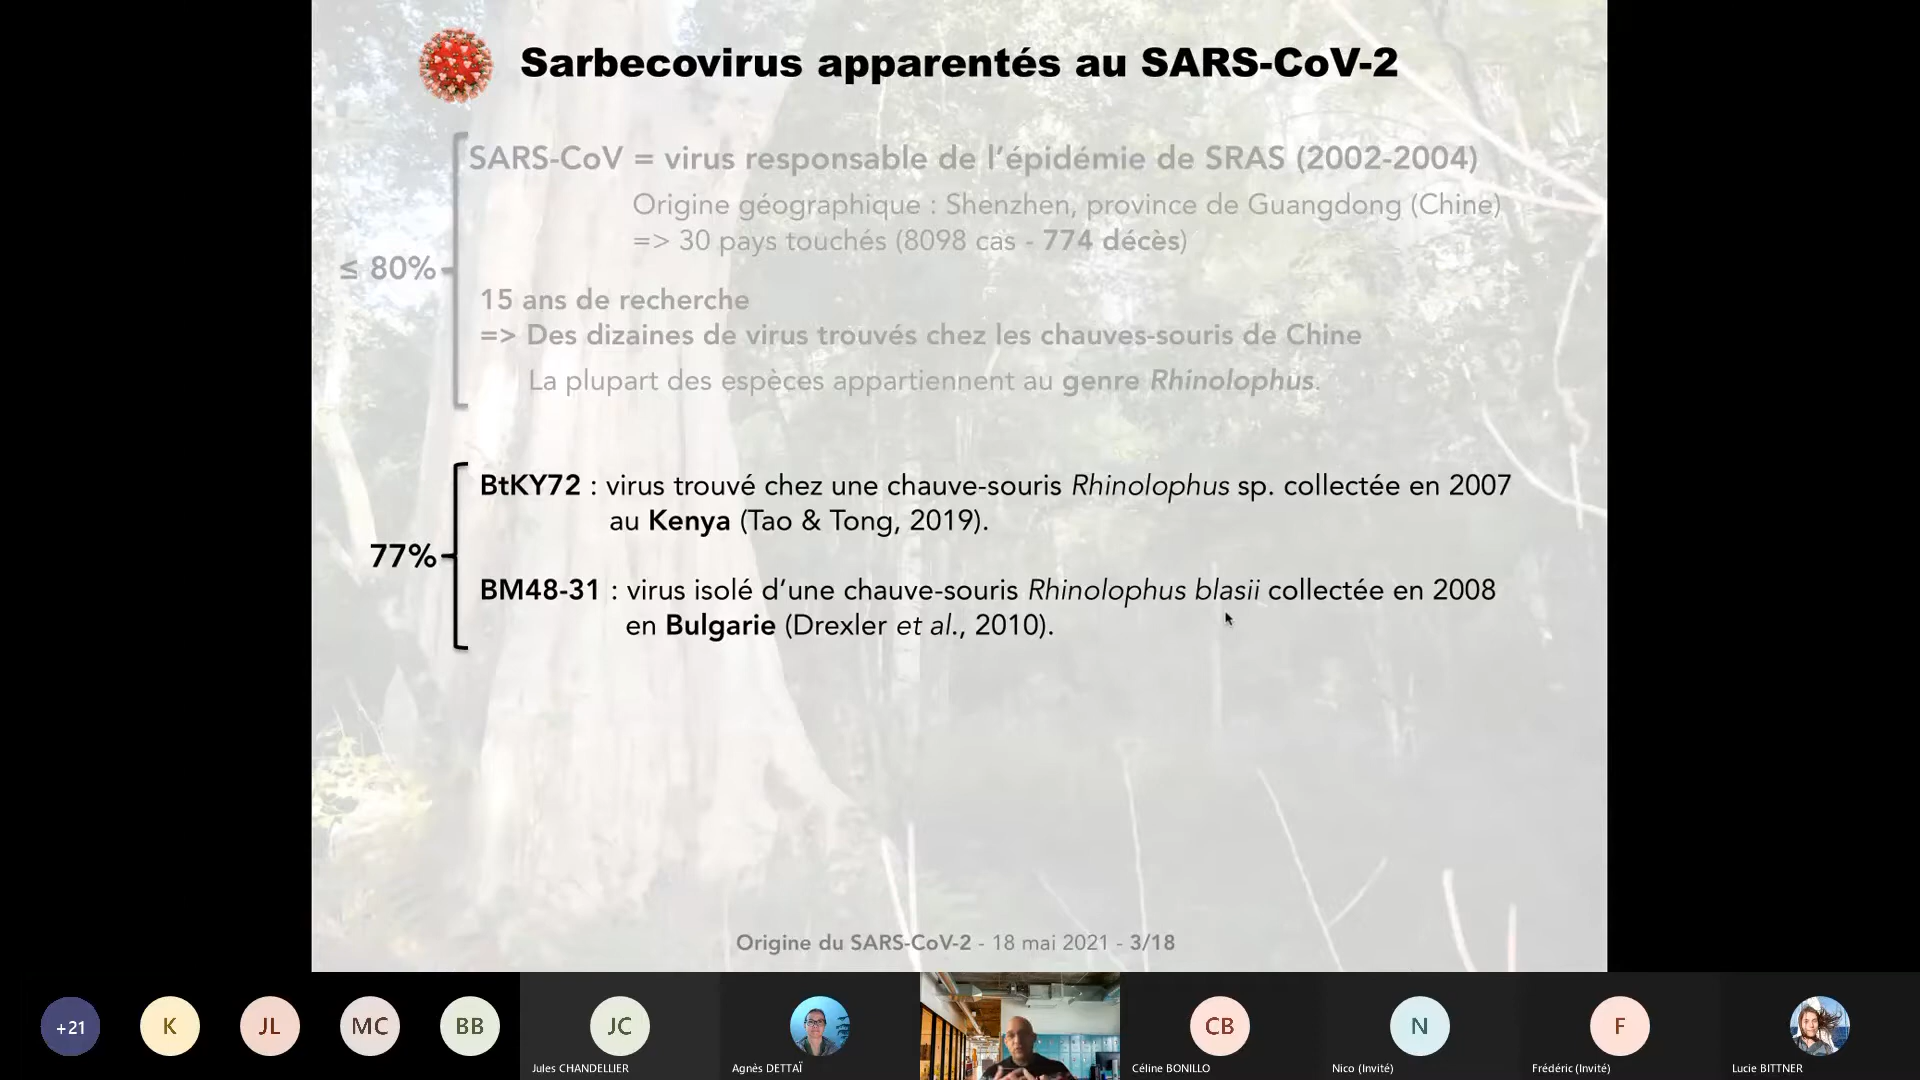 Sarbecovirus apparentés au SARS-CoV-2
SARS-CoV = virus responsable de l’épidémie de SRAS (2002-2004)
Origine géographique : Shenzhen, province de Guangdong (Chine)
=> 30 pays touchés (8098 cas - 774 décès)
≤ 80%
15 ans de recherche
=> Des dizaines de virus trouvés chez les chauves-souris de Chine
La plupart des espèces appartiennent au genre Rhinolophus.
BtKY72 : virus trouvé chez une chauve-souris Rhinolophus sp. collectée en 2007
au Kenya (Tao & Tong, 2019).
77%
BM48-31 : virus isolé d’une chauve-souris Rhinolophus blasii collectée en 2008
en Bulgarie (Drexler et al., 2010).
Origine du SARS-CoV-2 - 18 mai 2021 - 3/18
+21
K
JL
MC
BB
JC
CB
N
F
Jules CHANDELLIER
Agnès DETTAÏ
Céline BONILLO
Nico (Invité)
Frédéric (Invité)
Lucie BITTNER